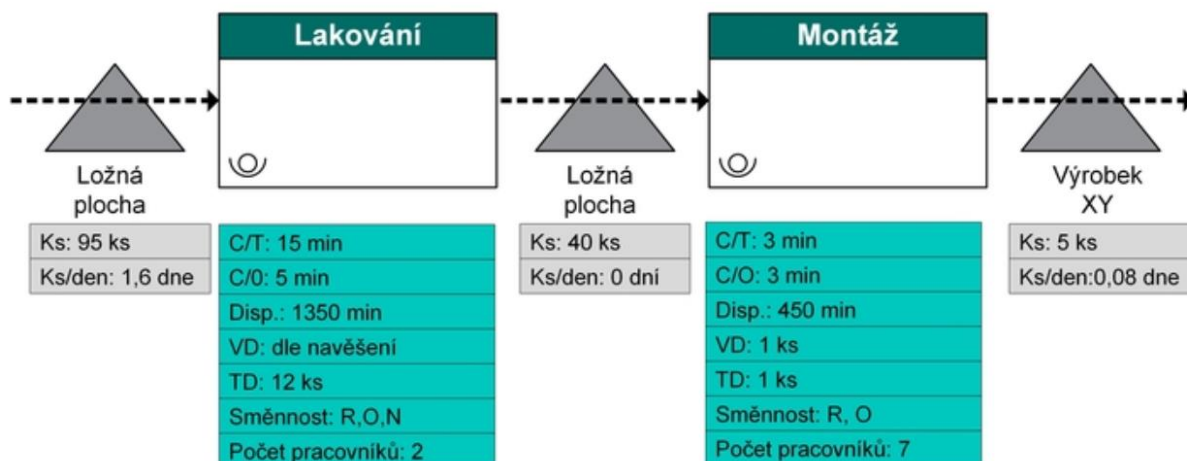 Lakování
Montáž
Ložná
plocha
Ložná
plocha
Výrobek
XY
Ks: 95 ks
Ks/den: 1,6 dne
C/T: 15 min
C/0: 5 min
Disp.: 1350 min
VD: dle navěšení
TD: 12 ks
Směnnost: R,O,N
Počet pracovníků: 2
Ks: 40 ks
Ks/den: 0 dní
C/T: 3 min
C/O: 3 min
Disp.: 450 min
VD: 1 ks
TD: 1 ks
Směnnost: R, O
Počet pracovníků: 7
Ks: 5 ks
Ks/den:0,08 dne